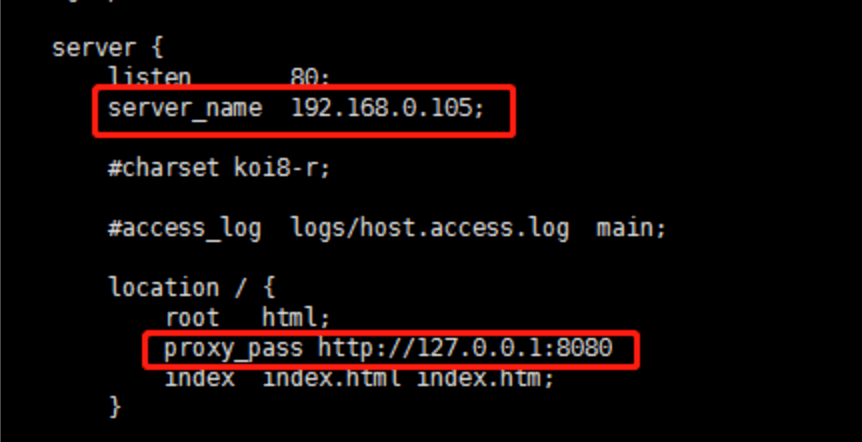 server {
listen 80;
server_name 192.168.0.105;
#charset koi8-r;
#access_log logs/host.access.log main;
location / {
root html;
proxy_pass http://127.0.0.1:8080
index index.html index.htm;
}